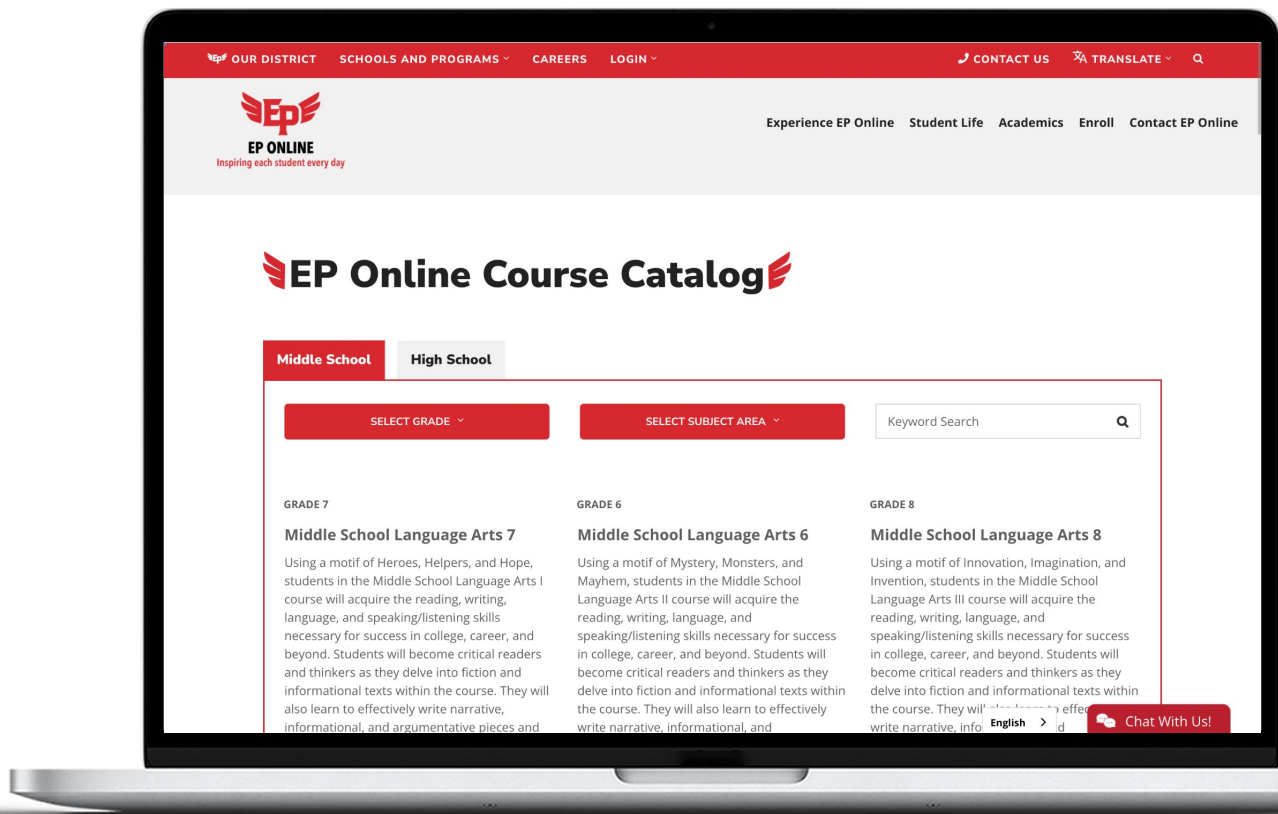 Ep OUR DISTRICT SCHOOLS AND PROGRAMS CAREERS LOGIN CONTACT US TRANSLATE
Ep
EP ONLINE
Inspiring each student every day
Experience EP Online Student Life Academics Enroll Contact EP Online
EP Online Course Catalog
Middle School High School
SELECT GRADE SELECT SUBJECT AREA Keyword Search
GRADE 7
Middle School Language Arts 7
Using a motif of Heroes, Helpers, and Hope,
students in the Middle School Language Arts I
course will acquire the reading, writing,
language, and speaking/listening skills
necessary for success in college, career, and
beyond. Students will become critical readers
and thinkers as they delve into fiction and
informational texts within the course. They will
also learn to effectively write narrative,
informational, and argumentative pieces and
GRADE 6
Middle School Language Arts 6
Using a motif of Mystery, Monsters, and
Mayhem, students in the Middle School
Language Arts II course will acquire the
reading, writing, language, and
speaking/listening skills necessary for success
in college, career, and beyond. Students will
become critical readers and thinkers as they
delve into fiction and informational texts within
the course. They will also learn to effectively
write narrative, informational, and
GRADE 8
Middle School Language Arts 8
Using a motif of Innovation, Imagination, and
Invention, students in the Middle School
Language Arts III course will acquire the
reading, writing, language, and
speaking/listening skills necessary for success
in college, career, and beyond. Students will
become critical readers and thinkers as they
delve into fiction and informational texts within
the course. They
write narrative,
English
Chat With Us!